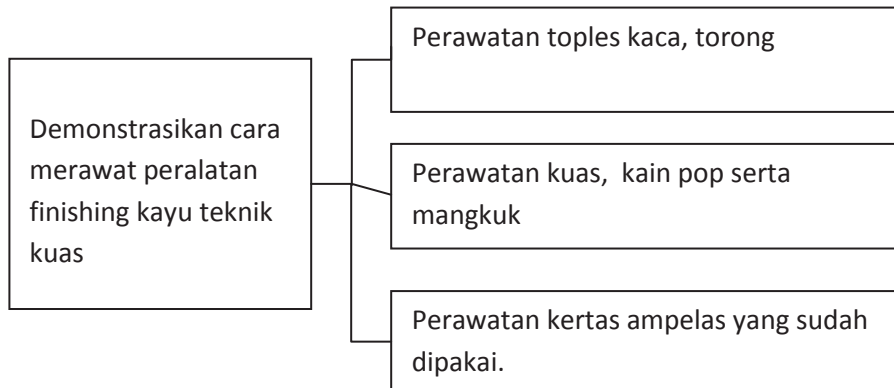 Demonstrasikan cara
merawat peralatan
finishing kayu teknik
kuas
Perawatan toples kaca, torong
Perawatan kuas, kain pop serta
mangkuk
Perawatan kertas ampelas yang sudah
dipakai.